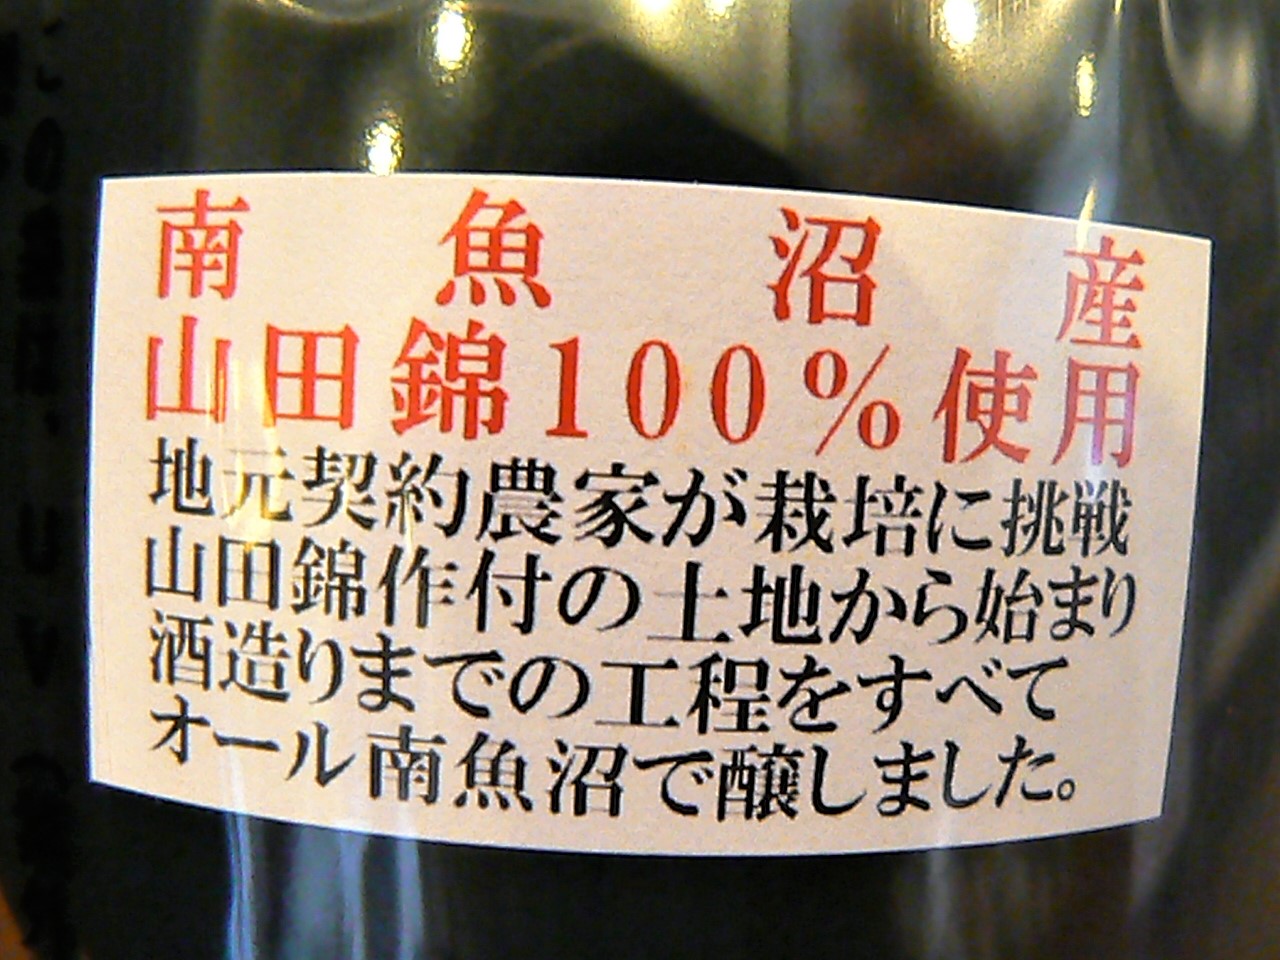 南魚沼産
山田錦100%使用
地元契約農家が栽培に挑戦
山田錦作付の土地から始まり
酒造りまでの工程をすべて
オール南魚沼で醸しました。